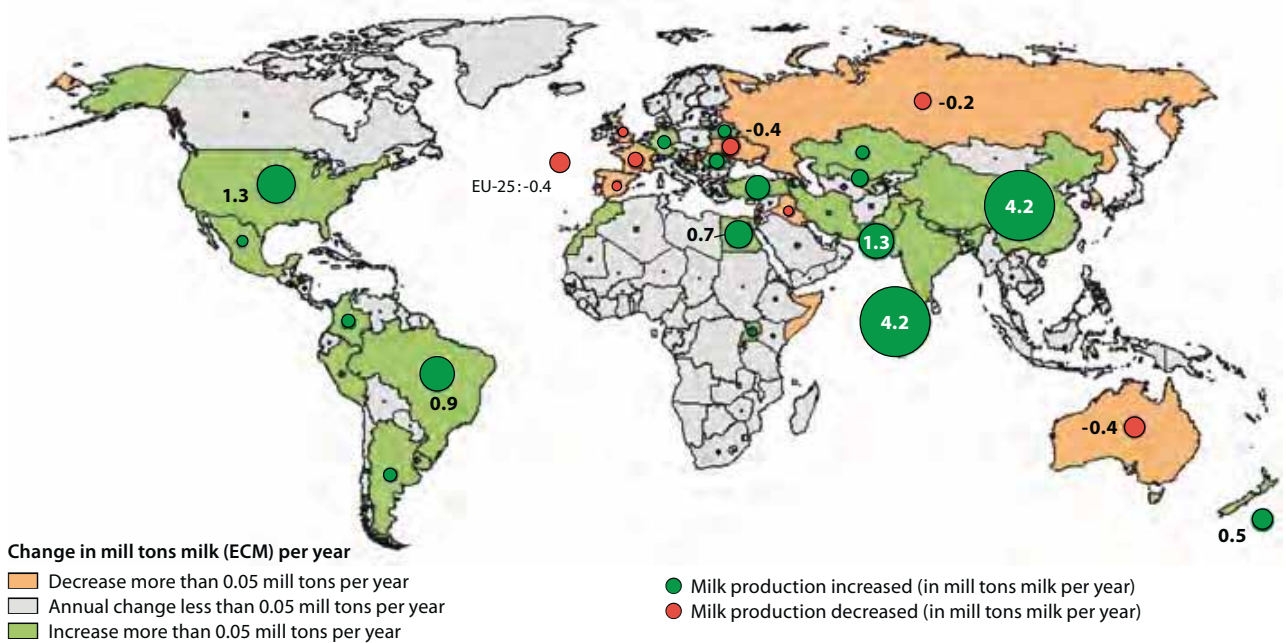 -0.2
-0.4
EU-25: -0.4
1.3
4.2
0.7
1.3
4.2
0.9
-0.4
0.5
Change in mill tons milk (ECM) per year
Decrease more than 0.05 mill tons per year
Annual change less than 0.05 mill tons per year
Increase more than 0.05 mill tons per year
Milk production increased (in mill tons milk per year)
Milk production decreased (in mill tons milk per year)